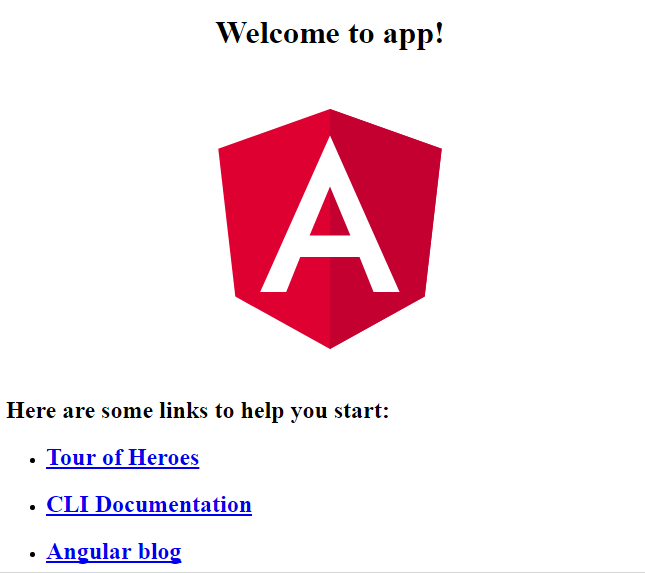 Welcome to app!
A
Here are some links to help you start:
Tour of Heroes
CLI Documentation
Angular blog